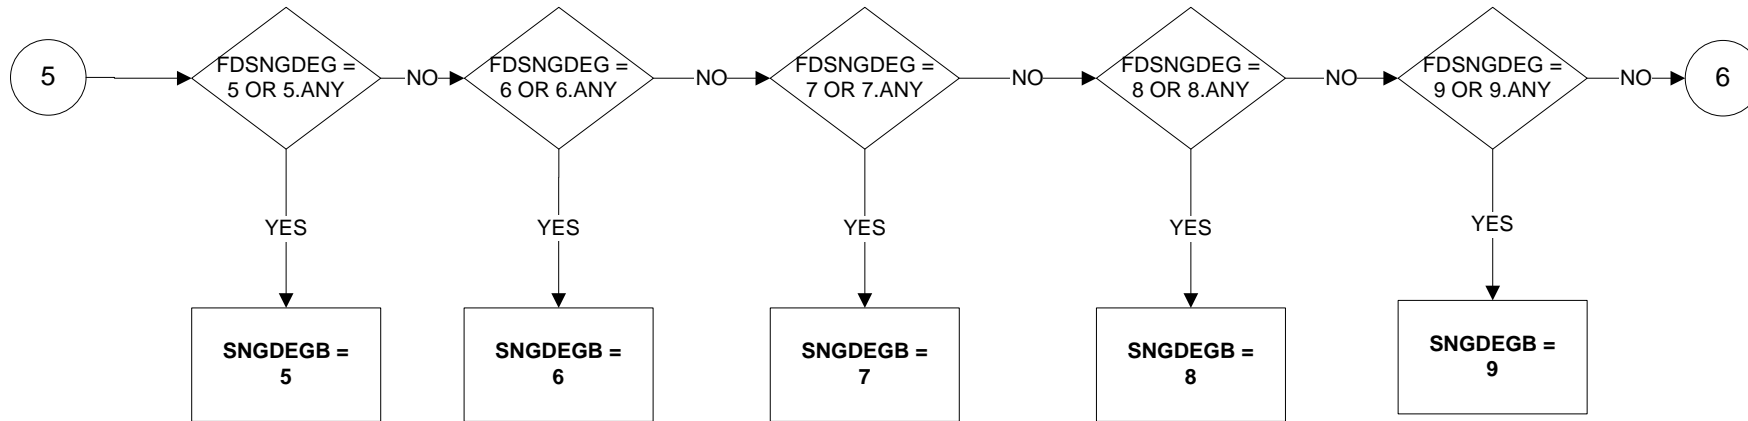 5
FDSNGDEG =
5 OR 5.ANY
NO
FDSNGDEG =
6 OR 6.ANY
NO
FDSNGDEG =
7 OR 7.ANY
NO
FDSNGDEG =
8 OR 8.ANY
NO
FDSNGDEG =
9 OR 9.ANY
NO
6
YES
YES
YES
YES
YES
SNGDEGB =
5
SNGDEGB =
6
SNGDEGB =
7
SNGDEGB =
8
SNGDEGB =
9